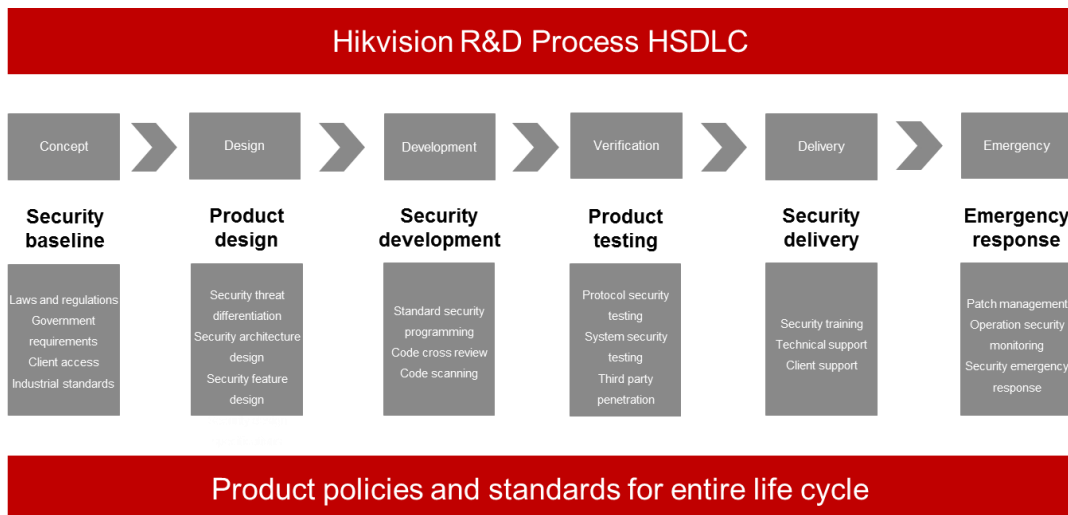 Hikvision R&D Process HSDLC
Concept
Design
Development
Verification
Delivery
Emergency
Security
baseline
Product
design
Security
development
Product
testing
Security
delivery
Emergency
response
Laws and regulations
Government
requirements
Client access
Industrial standards
Security threat
differentiation
Security architecture
design
Security feature
design
Standard security
programming
Code cross review
Code scanning
Protocol security
testing
System security
testing
Third party
penetration
Security training
Technical support
Client support
Patch management
Operation security
monitoring
Security emergency
response
Product policies and standards for entire life cycle